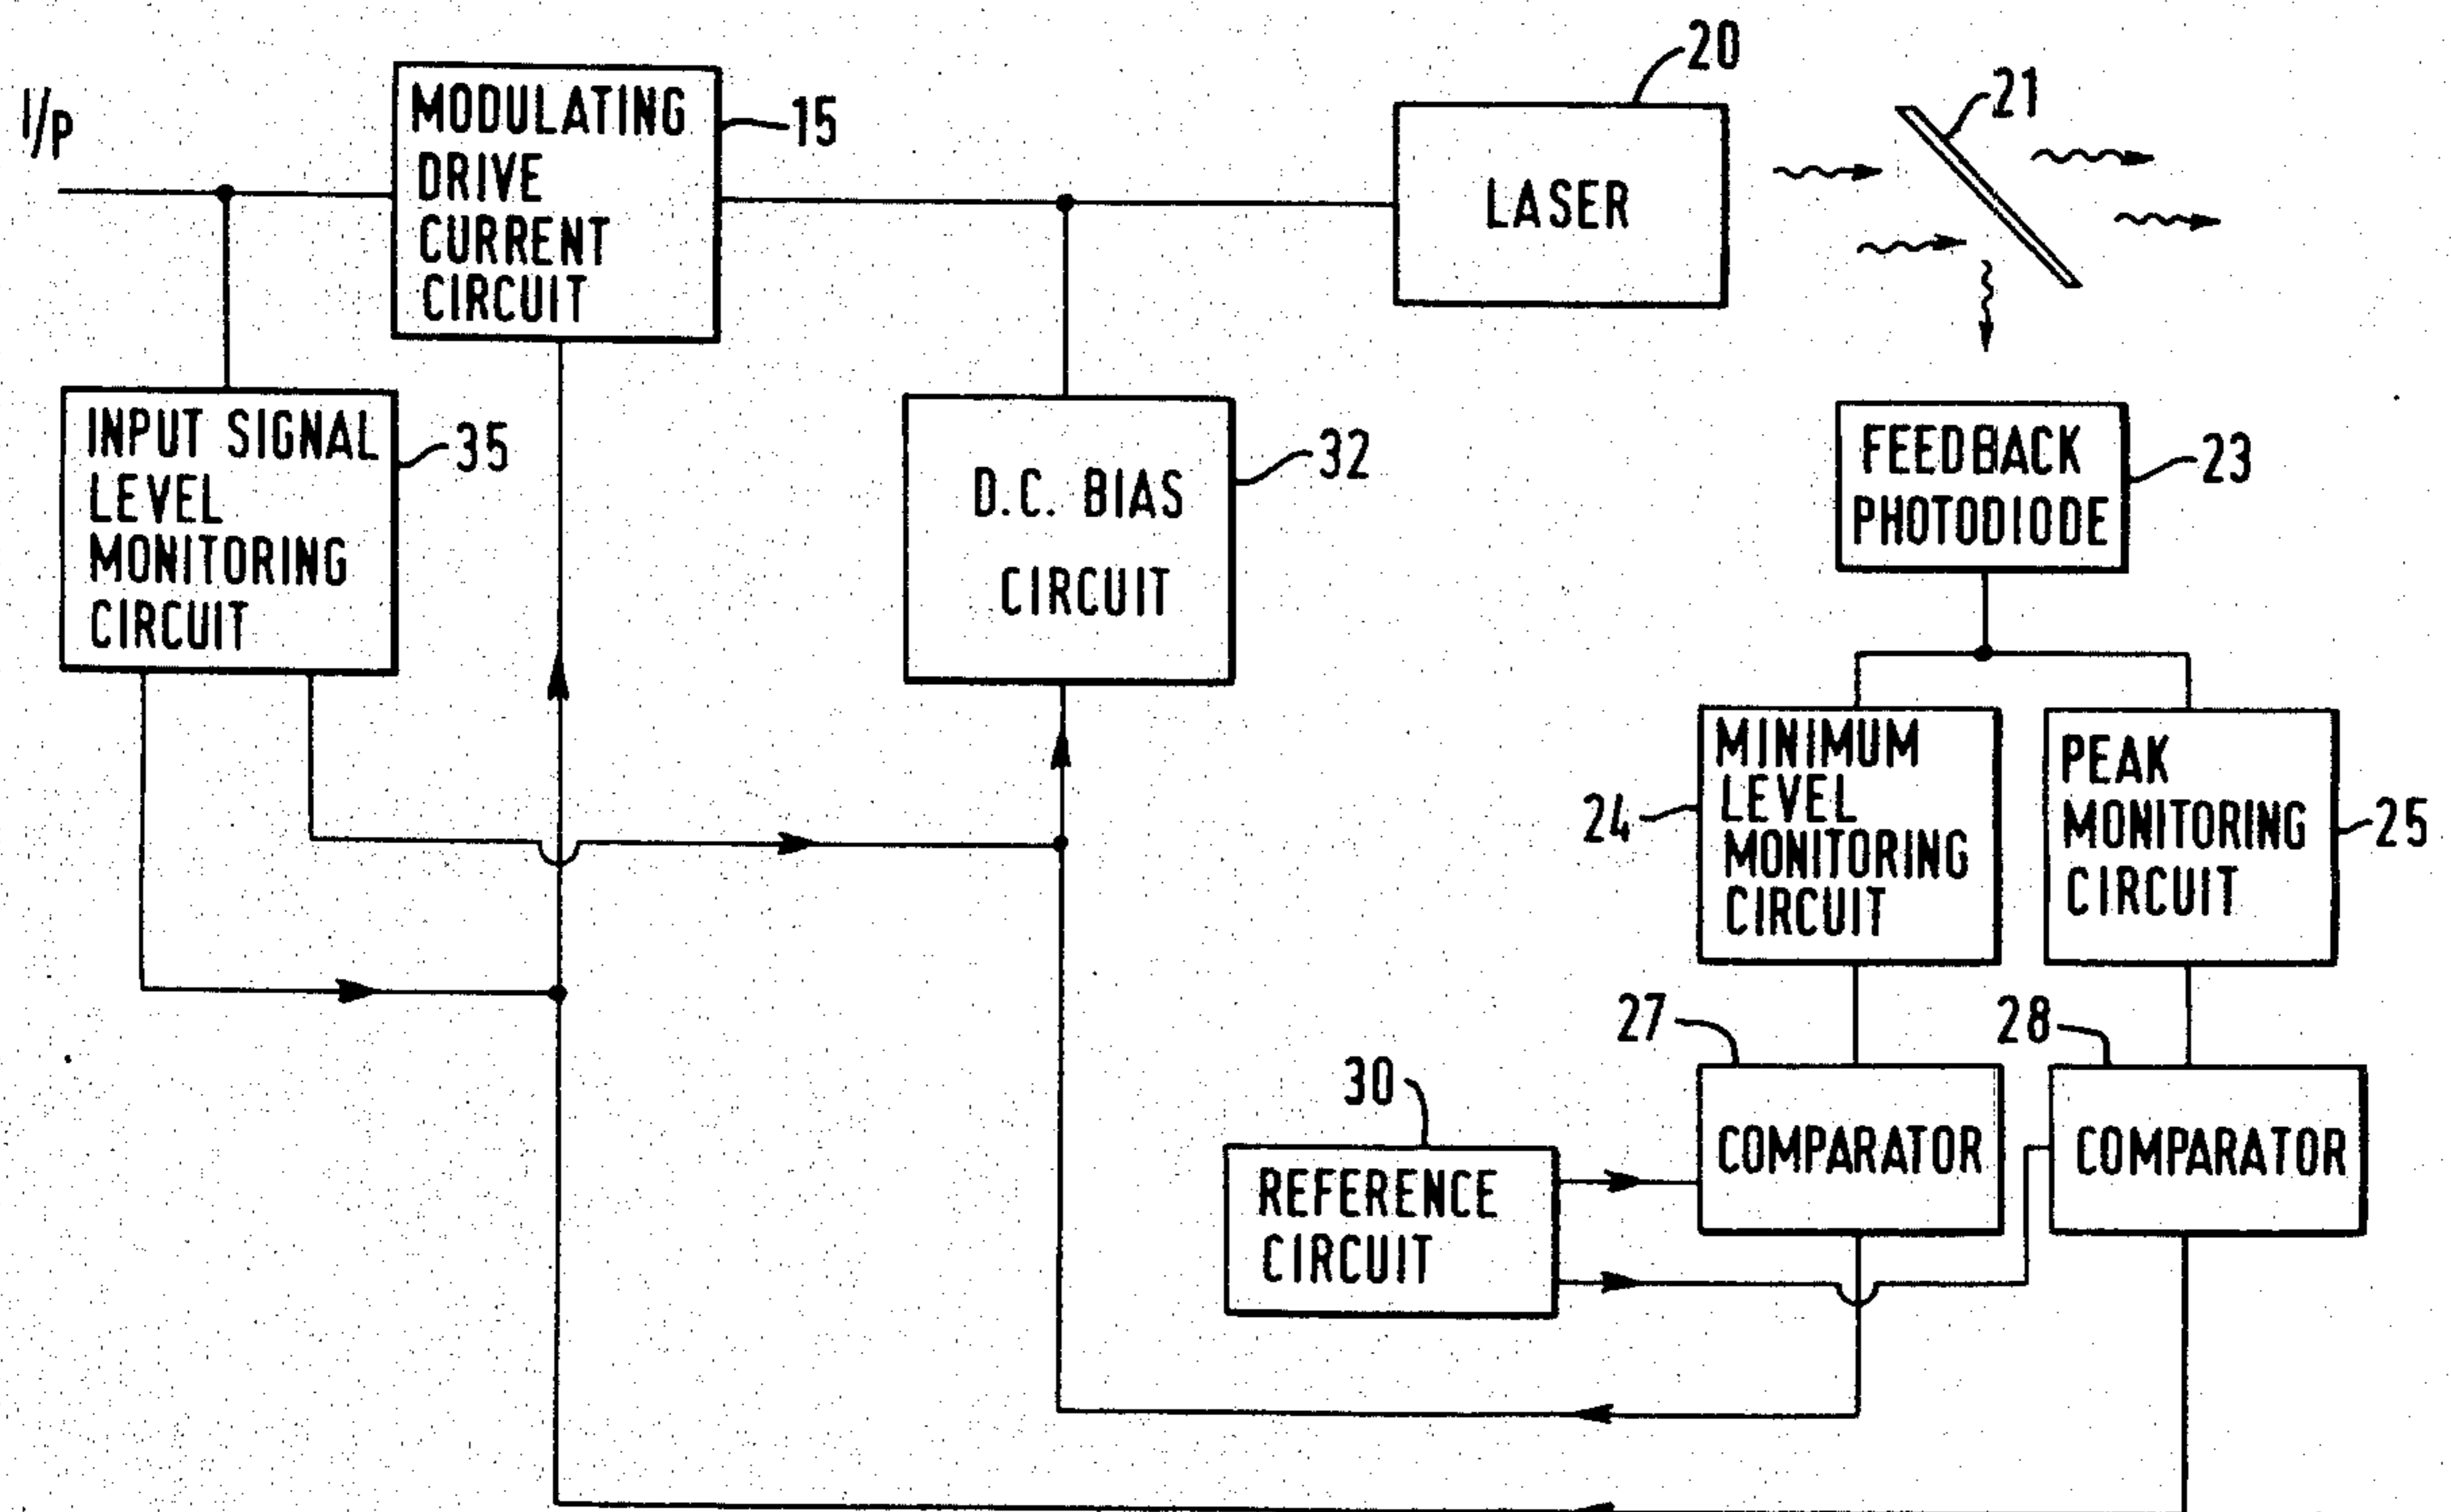 I/P
MODULATING
DRIVE
CURRENT
CIRCUIT
15
LASER
20
21
INPUT SIGNAL
LEVEL
MONITORING
CIRCUIT
35
D.C. BIAS
CIRCUIT
32
FEEDBACK
PHOTODIODE
23
MINIMUM
LEVEL
MONITORING
CIRCUIT
24
PEAK
MONITORING
CIRCUIT
25
27
COMPARATOR
28
COMPARATOR
30
REFERENCE
CIRCUIT